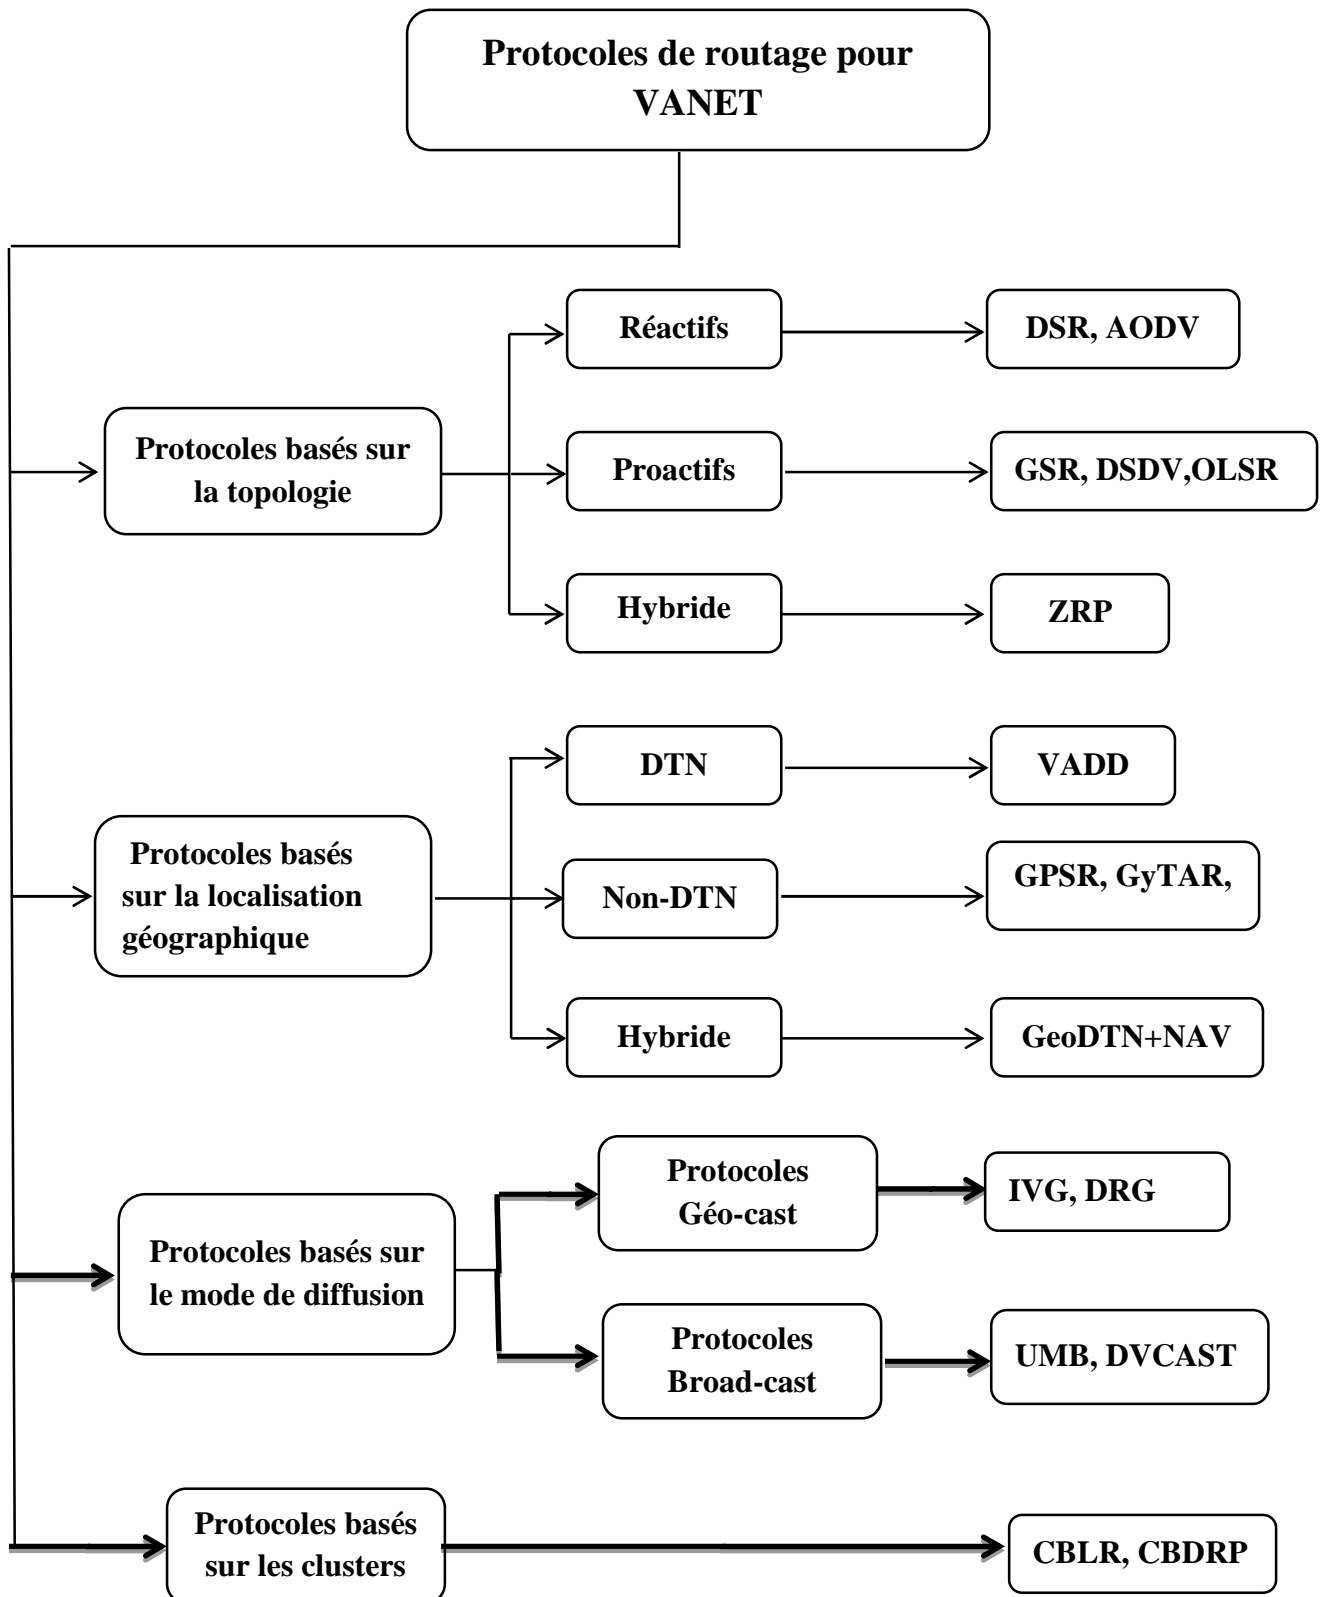 Protocoles de routage pour
VANET
Réactifs
DSR, AODV
Protocoles basés sur
la topologie
Proactifs
GSR, DSDV,OLSR
Hybride
ZRP
DTN
VADD
Protocoles basés
sur la localisation
géographique
Non-DTN
GPSR, GyTAR,
Hybride
GeoDTN+NAV
Protocoles
Géo-cast
IVG, DRG
Protocoles basés sur
le mode de diffusion
Protocoles
Broad-cast
UMB, DVCAST
Protocoles basés
sur les clusters
CBLR, CBDRP